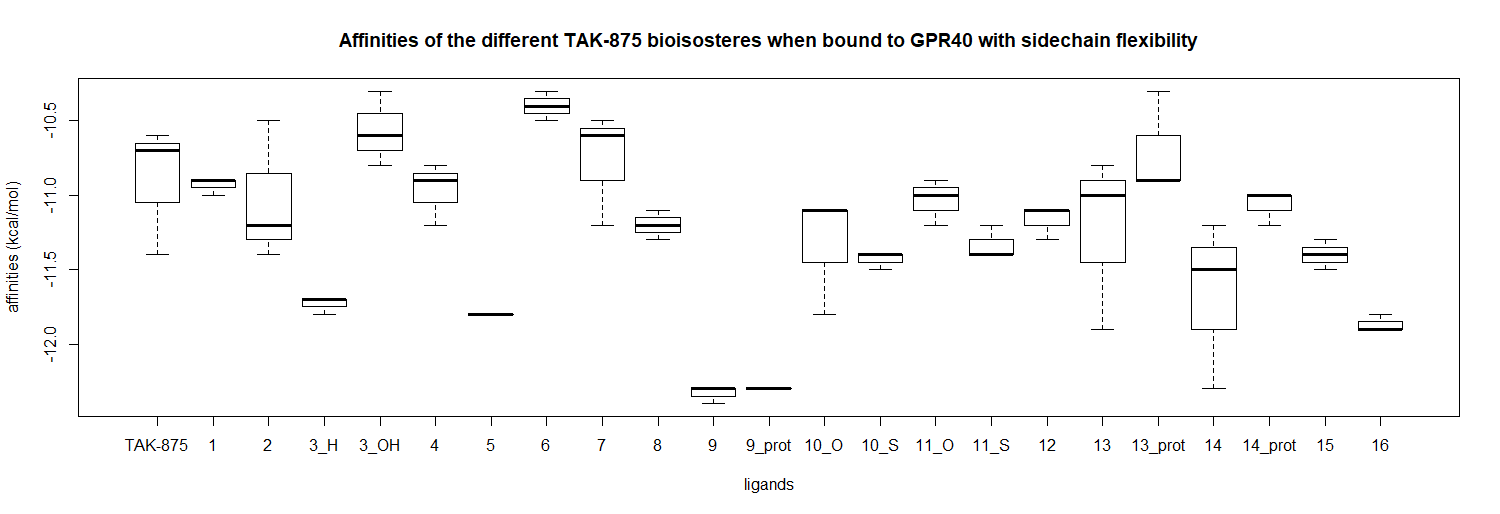 Affinities of the different TAK-875 bioisosteres when bound to GPR40 with sidechain flexibility
affinities (kcal/mol)
-10.5
-11.0
-11.5
-12.0
TAK-875 1 2 3_H 3_OH 4 5 6 7 8 9 9_prot 10_O 10_S 11_O 11_S 12 13 13_prot 14 14_prot 15 16
ligands